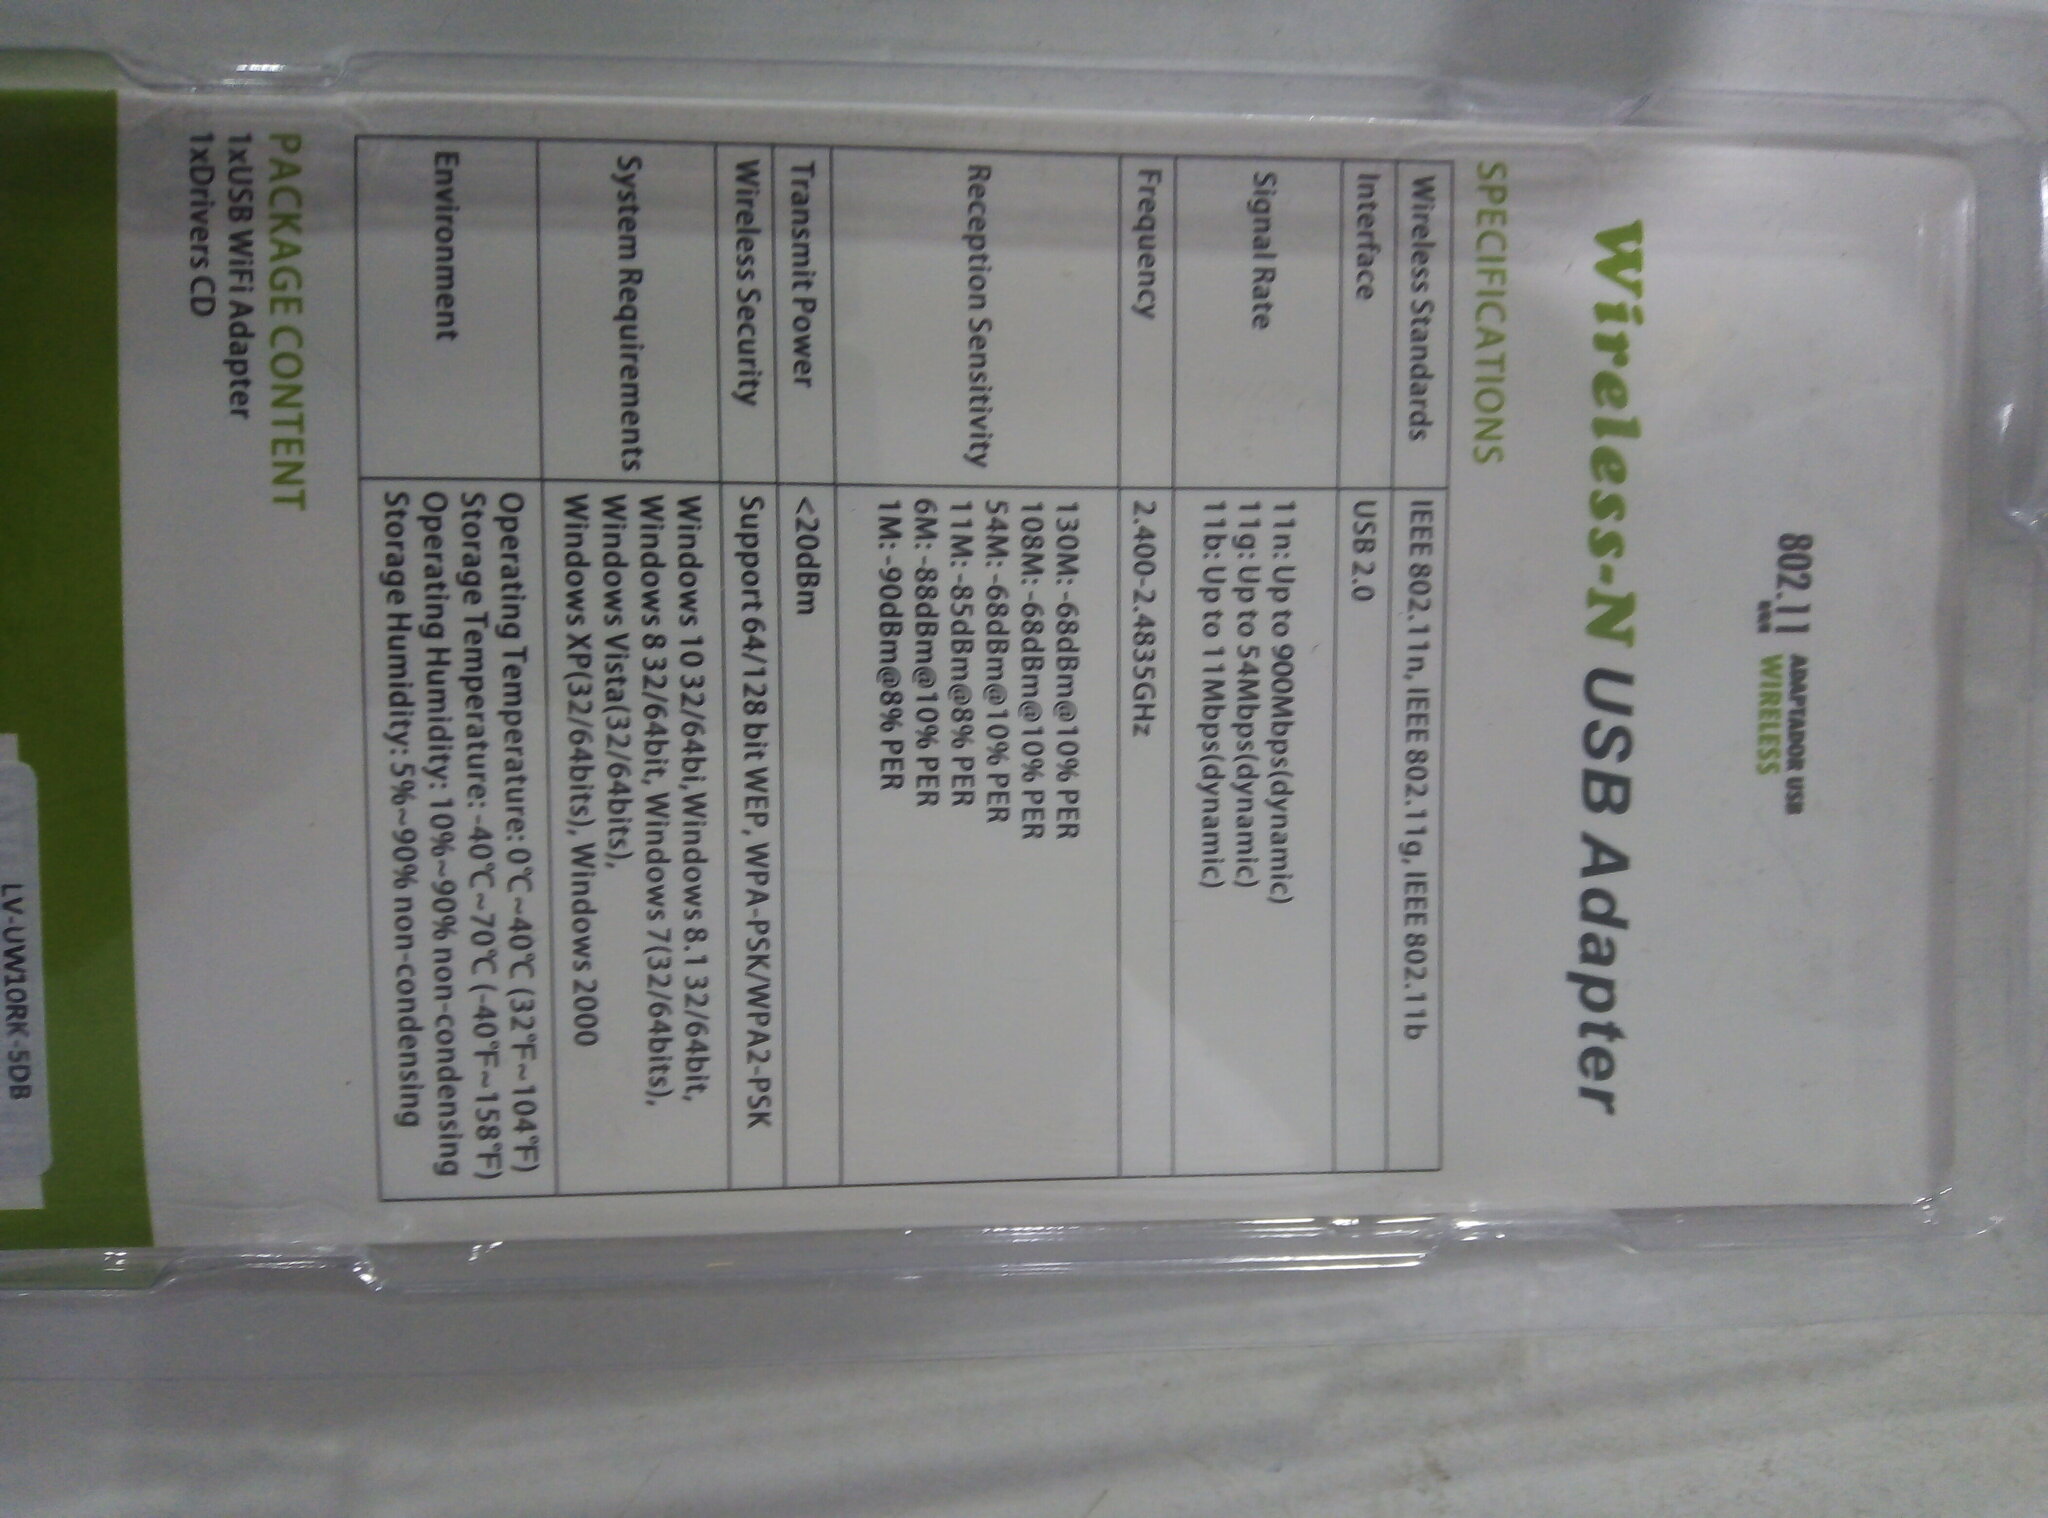 802.11 ADAPTADOR USB
WIRELESS
Wireless-N USB Adapter
SPECIFICATIONS
Wireless Standards IEEE 802.11n, IEEE 802.11g, IEEE 802.11b
Interface USB 2.0
Signal Rate
11n: Up to 900Mbps(dynamic)
11g: Up to 54Mbps(dynamic)
11b: Up to 11Mbps(dynamic)
Frequency 2.400-2.4835GHz
Reception Sensitivity
130M: -68dBm@10% PER
108M: -68dBm@10% PER
54M: -68dBm@10% PER
11M: -85dBm@8% PER
6M: -88dBm@10% PER
1M: -90dBm@8% PER
Transmit Power <20dBm
Wireless Security Support 64/128 bit WEP, WPA-PSK/WPA2-PSK
System Requirements
Windows 10 32/64bi,Windows 8.1 32/64bit,
Windows 8 32/64bit, Windows 7(32/64bits),
Windows Vista(32/64bits),
Windows XP(32/64bits), Windows 2000
Environment
Operating Temperature: 0℃~40℃ (32℉~104℉)
Storage Temperature: -40℃~70℃ (-40℉~158℉)
Operating Humidity: 10%~90% non-condensing
Storage Humidity: 5%~90% non-condensing
PACKAGE CONTENT
1xUSB WiFi Adapter
1xDrivers CD
LV-UW10RK-5DB